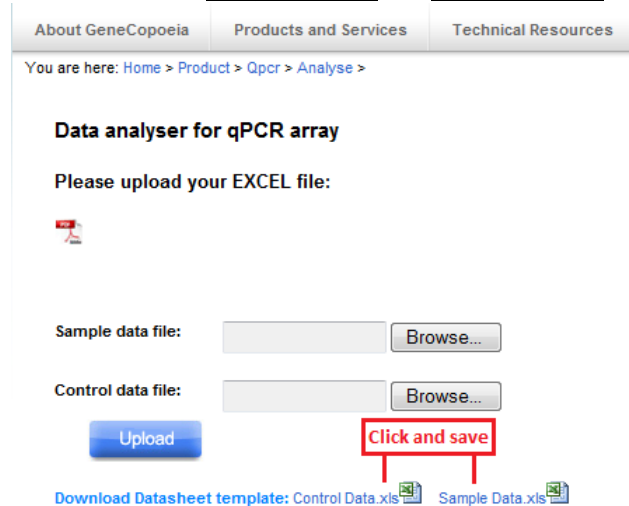 About GeneCopoeia Products and Services Technical Resources
You are here: Home > Product > Qpcr > Analyse >
Data analyser for qPCR array
Please upload your EXCEL file:
PDF
Sample data file: Browse...
Control data file: Browse...
Upload Click and save
Download Datasheet template: Control Data.xls Sample Data.xls